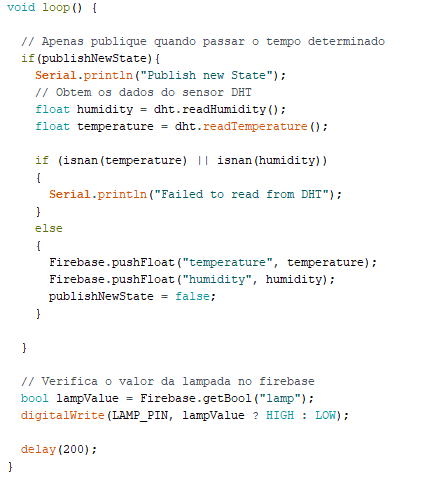 void loop() {
// Apenas publique quando passar o tempo determinado
if(publishNewState){
Serial.println("Publish new State");
// Obtem os dados do sensor DHT
float humidity = dht.readHumidity();
float temperature = dht.readTemperature();
if (isnan(temperature) || isnan(humidity))
{
Serial.println("Failed to read from DHT");
}
else
{
Firebase.pushFloat("temperature", temperature);
Firebase.pushFloat("humidity", humidity);
publishNewState = false;
}
}
// Verifica o valor da lampada no firebase
bool lampValue = Firebase.getBool("lamp");
digitalWrite(LAMP_PIN, lampValue ? HIGH : LOW);
delay(200);
}